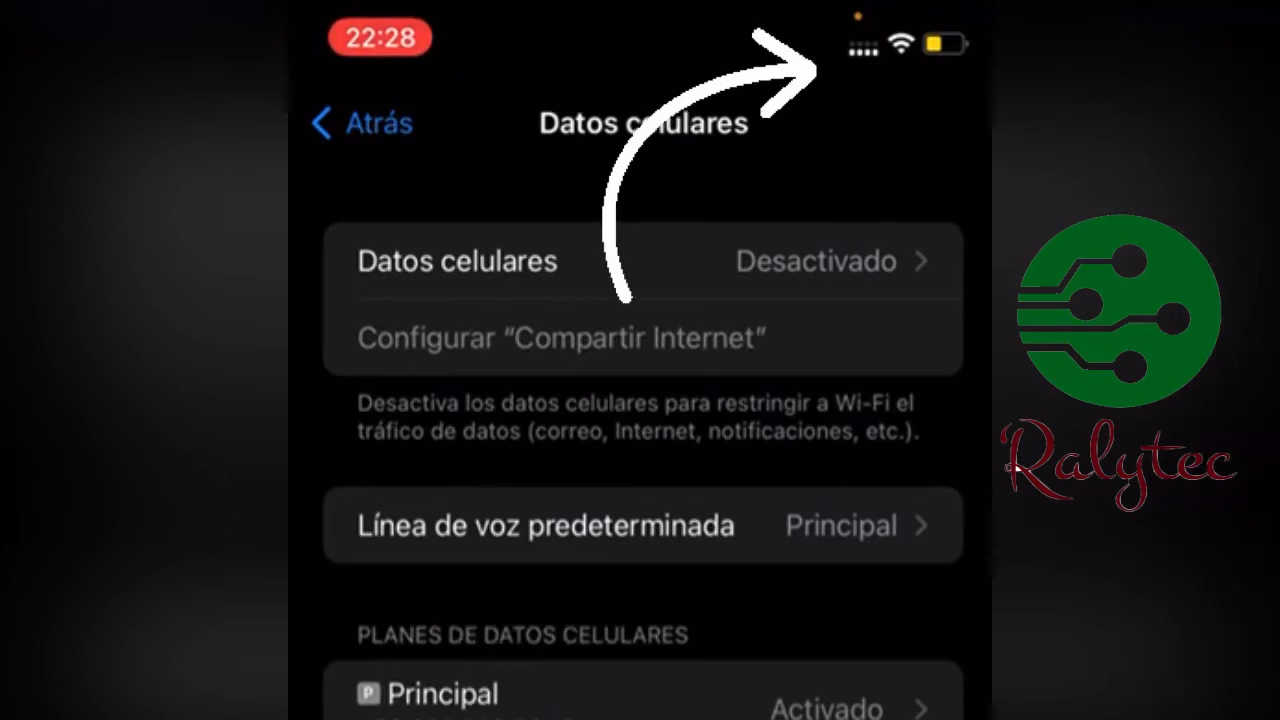 22:28
Atrás
Datos celulares
Datos celulares
Desactivado
Configurar “Compartir Internet”
Desactiva los datos celulares para restringir a Wi-Fi el
tráfico de datos (correo, Internet, notificaciones, etc.).
Línea de voz predeterminada
Principal
PLANES DE DATOS CELULARES
P Principal
Activado
Ralytec